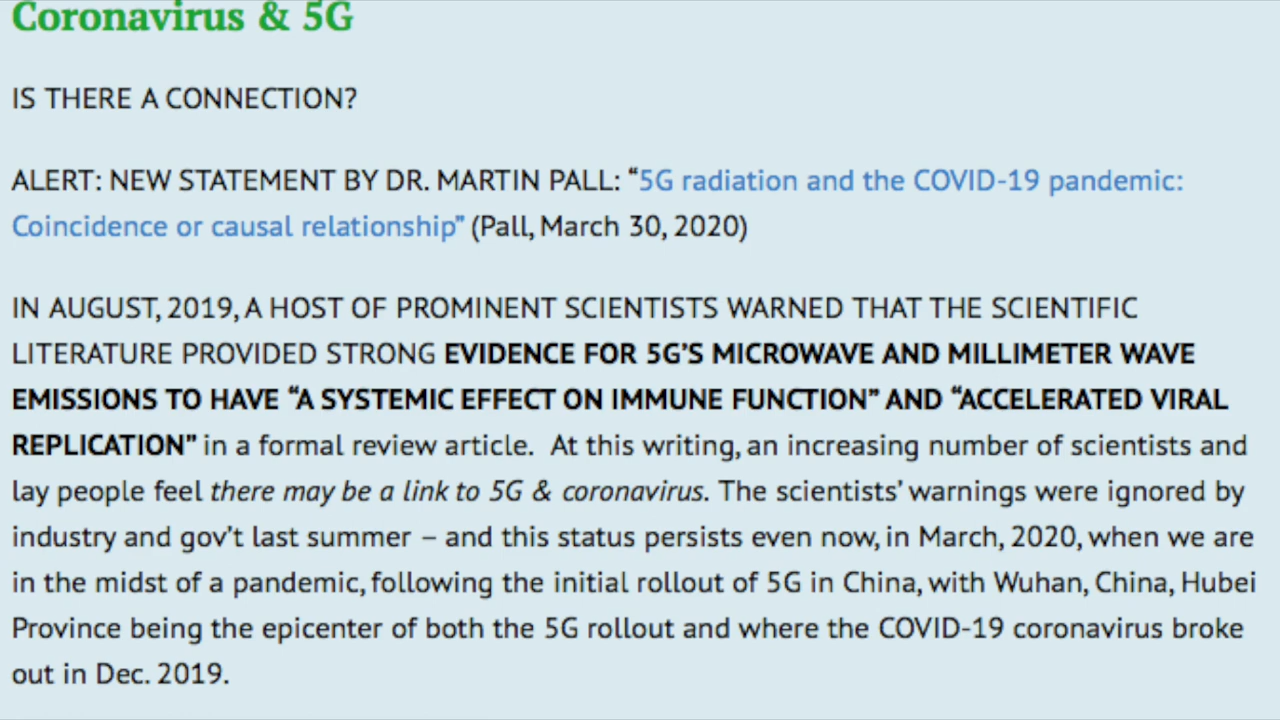 Coronavirus & 5G
IS THERE A CONNECTION?
ALERT: NEW STATEMENT BY DR. MARTIN PALL: “5G radiation and the COVID-19 pandemic:
Coincidence or causal relationship” (Pall, March 30, 2020)
IN AUGUST, 2019, A HOST OF PROMINENT SCIENTISTS WARNED THAT THE SCIENTIFIC
LITERATURE PROVIDED STRONG EVIDENCE FOR 5G’S MICROWAVE AND MILLIMETER WAVE
EMISSIONS TO HAVE “A SYSTEMIC EFFECT ON IMMUNE FUNCTION” AND “ACCELERATED VIRAL
REPLICATION” in a formal review article.  At this writing, an increasing number of scientists and
lay people feel there may be a link to 5G & coronavirus. The scientists’ warnings were ignored by
industry and gov’t last summer – and this status persists even now, in March, 2020, when we are
in the midst of a pandemic, following the initial rollout of 5G in China, with Wuhan, China, Hubei
Province being the epicenter of both the 5G rollout and where the COVID-19 coronavirus broke
out in Dec. 2019.